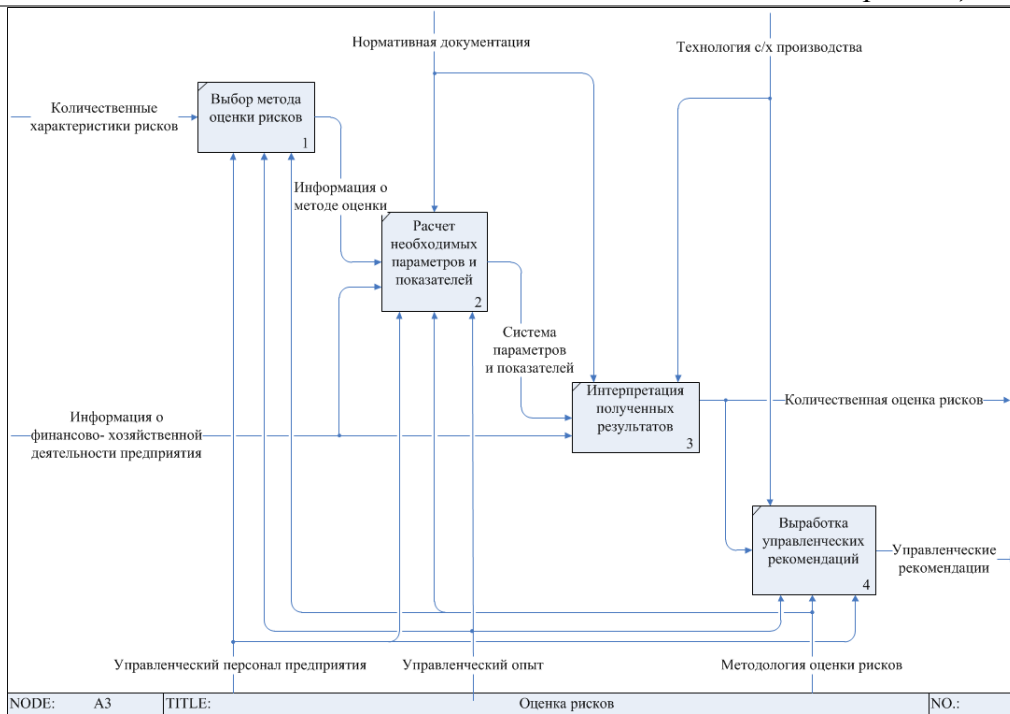 Нормативная документация
Технология с/х производства
Количественные
характеристики рисков
Выбор метода
оценки рисков
1
Информация о
методе оценки
Расчет
необходимых
параметров и
показателей
2
Система
параметров
и показателей
Интерпретация
полученных
результатов
3
Количественная оценка рисков
Информация о
финансово- хозяйственной
деятельности предприятия
Выработка
управленческих
рекомендаций
4
Управленческие
рекомендации
Управленческий персонал предприятия
Управленческий опыт
Методология оценки рисков
NODE: A3 TITLE: Оценка рисков NO.: